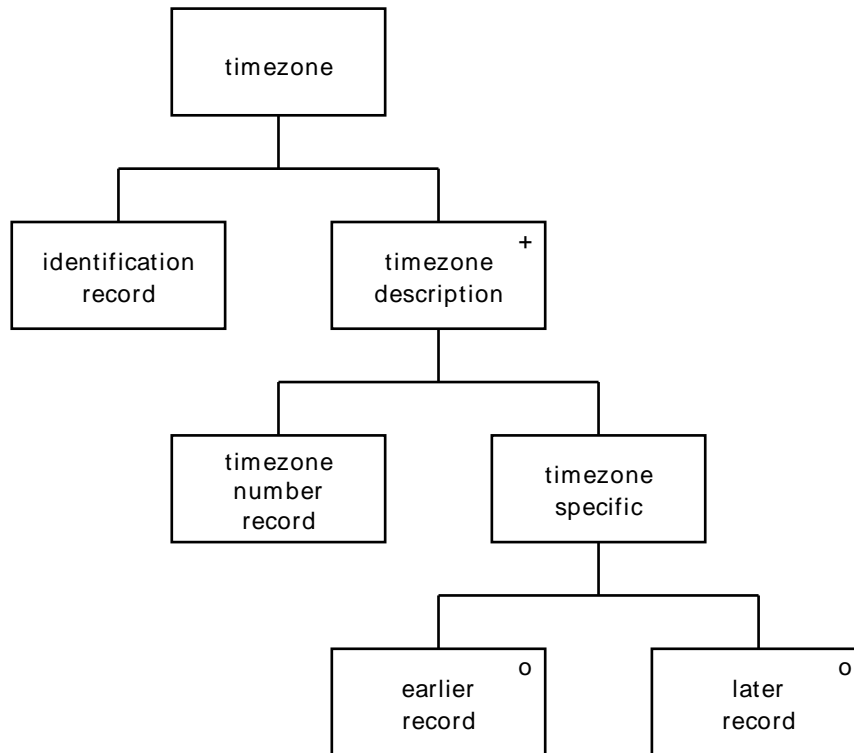 timezone
identification
record
+
timezone
description
timezone
number
record
timezone
specific
o
earlier
record
o
later
record